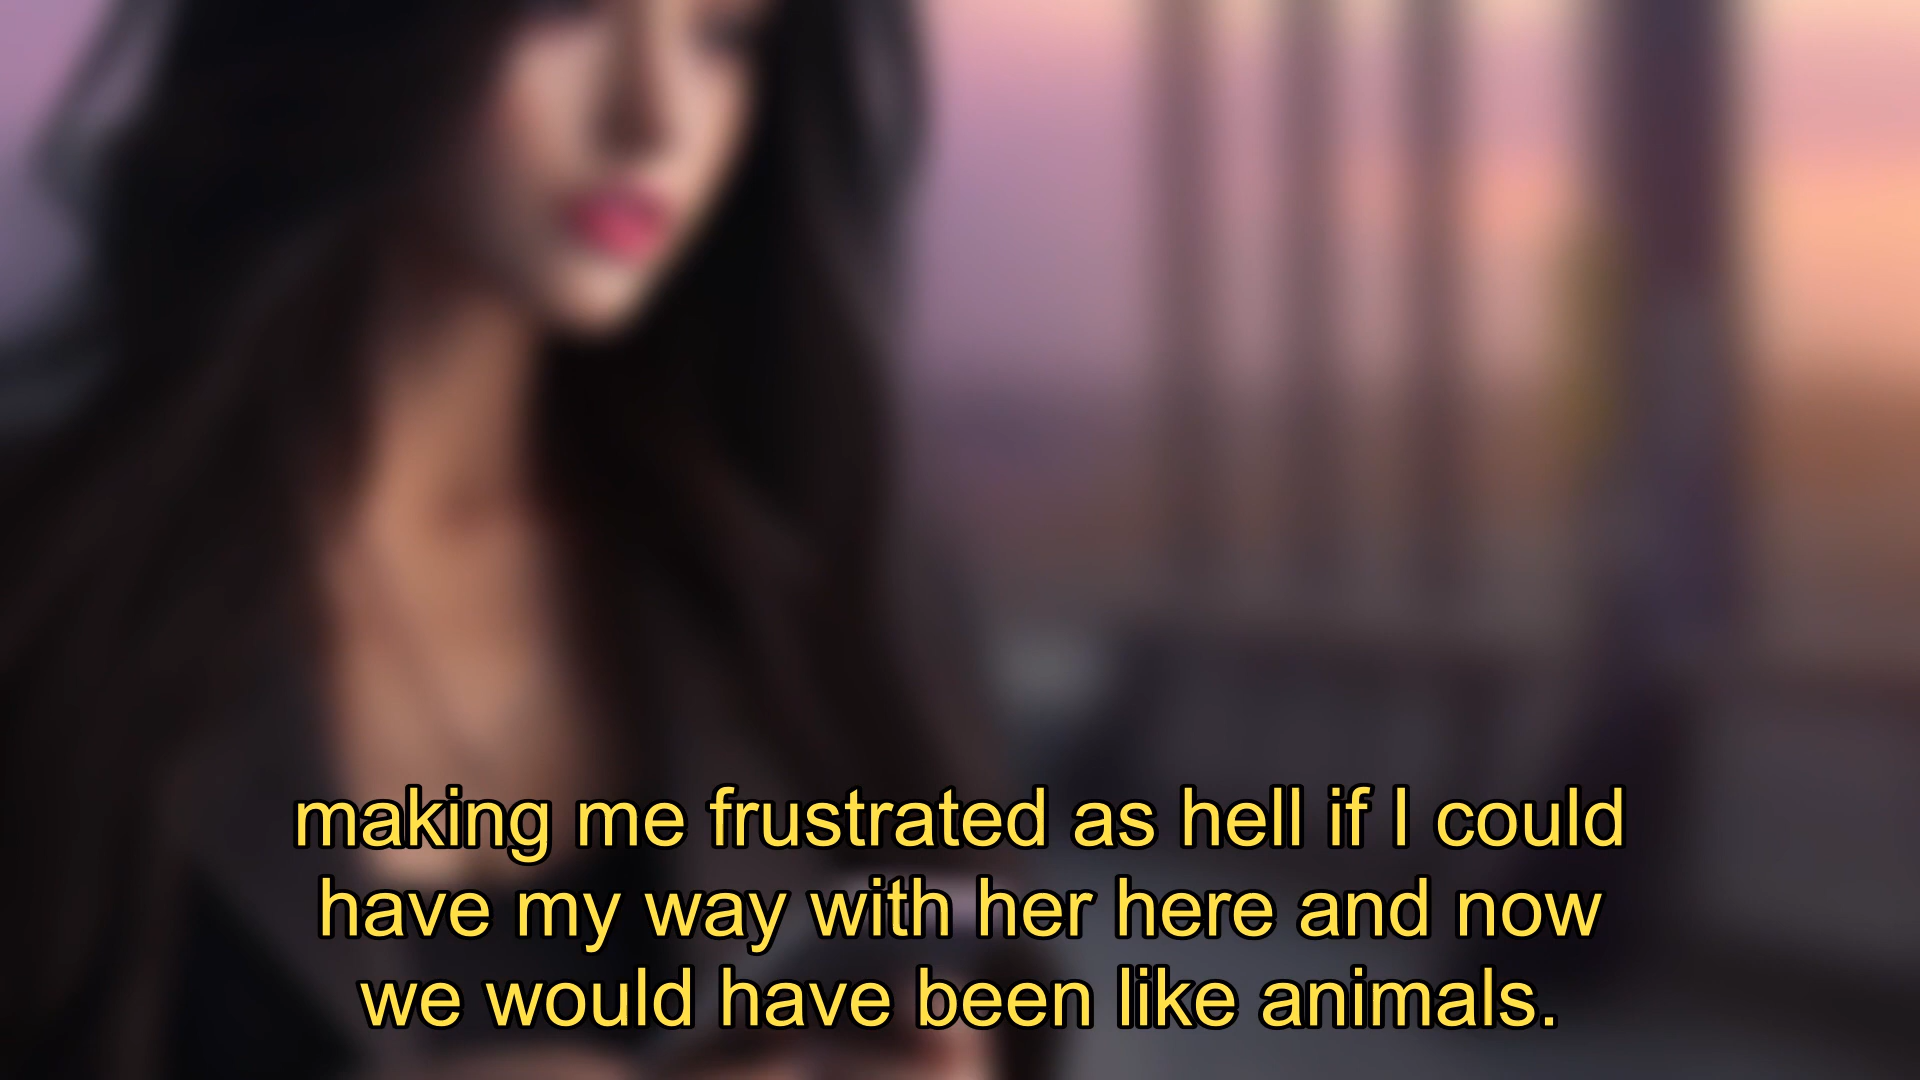 making me frustrated as hell if I could
have my way with her here and now
we would have been like animals.